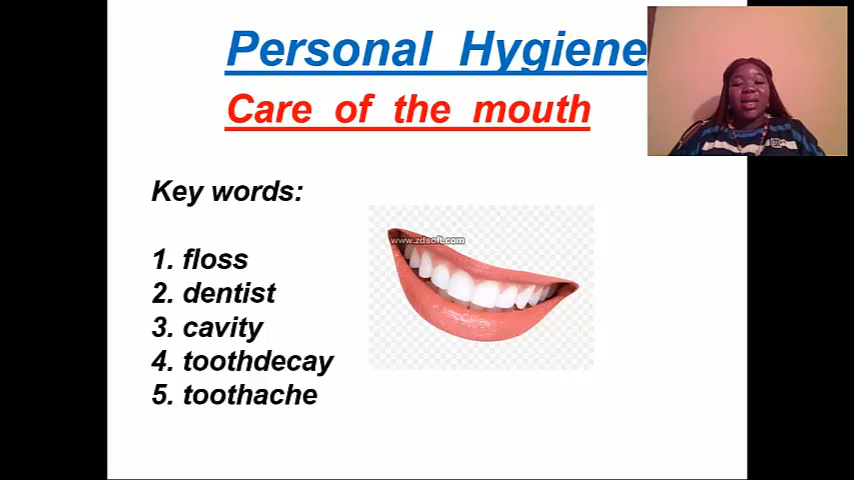 Personal Hygiene
Care of the mouth
Key words:
www.zdsoft.com
1. floss
2. dentist
3. cavity
4. toothdecay
5. toothache